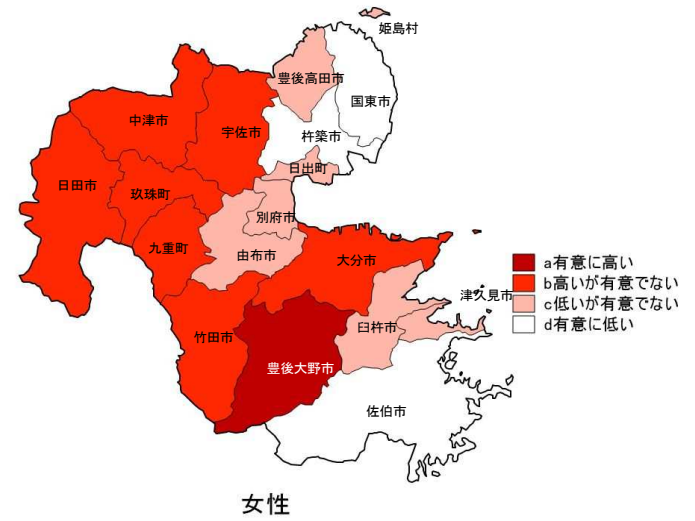 姫島村
豊後高田市
国東市
中津市
宇佐市
杵築市
日出町
日田市
玖珠町
別府市
九重町
由布市
大分市
a有意に高い
b高いが有意でない
c低いが有意でない
d有意に低い
津久見市
臼杵市
竹田市
豊後大野市
佐伯市
女性